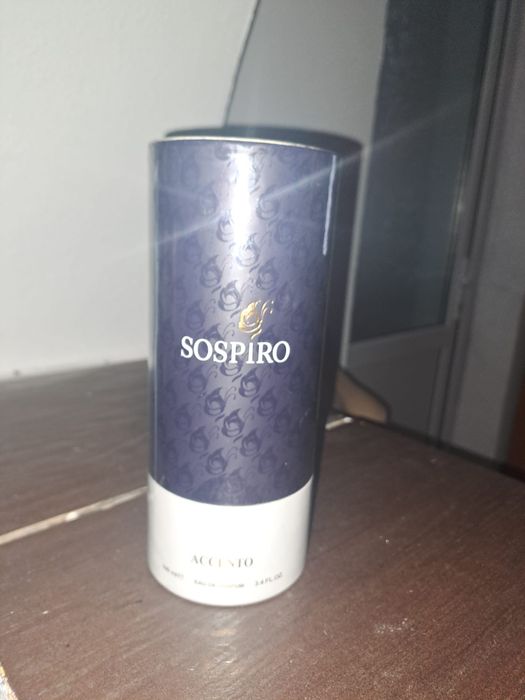 SOSPIRO
ACCENTO
EAU DE PARFUM 3.4 FL.OZ.